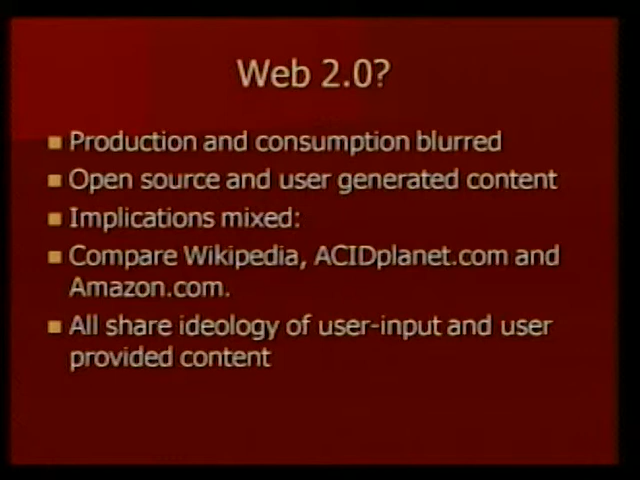 Web 2.0?
Production and consumption blurred
Open source and user generated content
Implications mixed:
Compare Wikipedia, ACIDplanet.com and
Amazon.com.
All share ideology of user-input and user
provided content